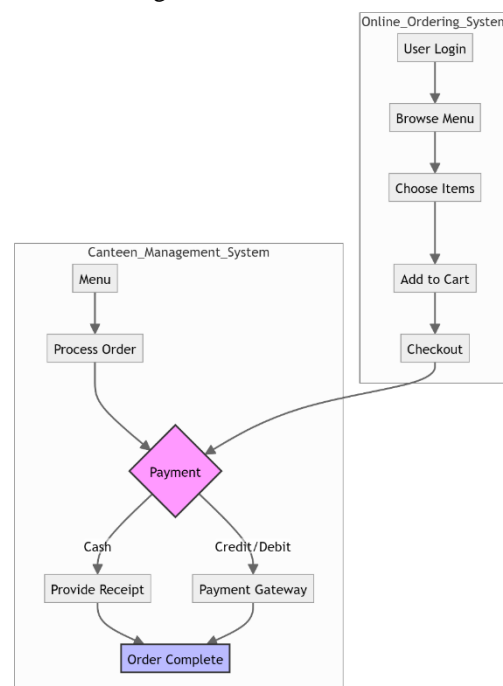 Online_Ordering_System
User Login
Browse Menu
Choose Items
Add to Cart
Checkout
Canteen_Management_System
Menu
Process Order
Payment
Cash
Credit/Debit
Provide Receipt
Payment Gateway
Order Complete